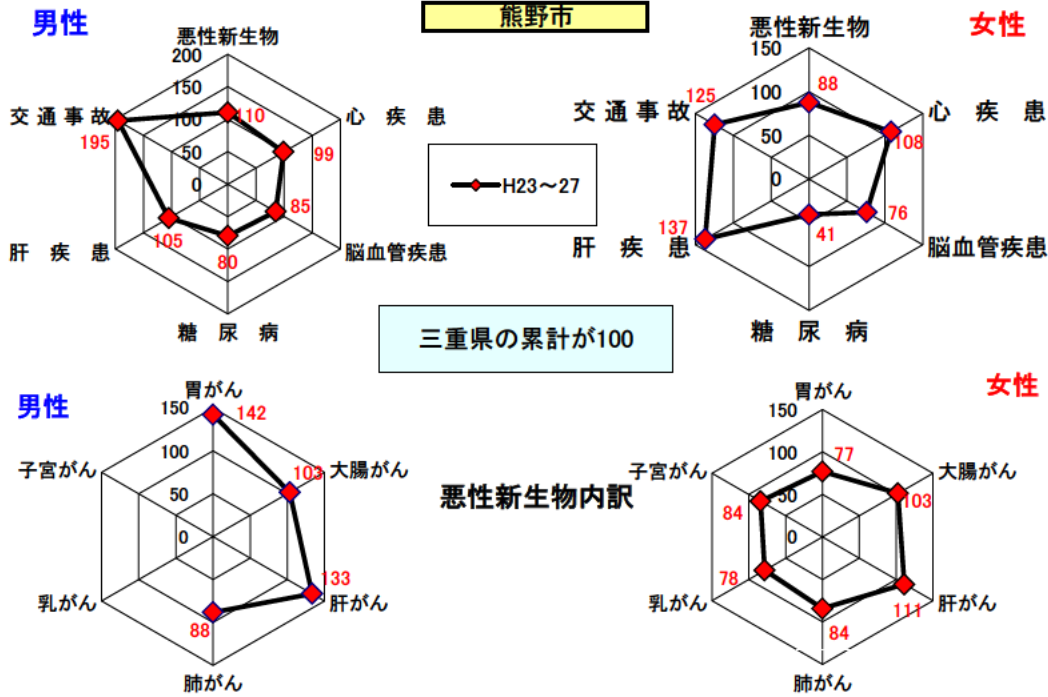 男性
熊野市
女性
悪性新生物
200
150
100
50
0
心 疾 患
脳血管疾患
糖 尿 病
肝 疾 患
交 通 事 故
110
99
85
80
105
195
H23～27
悪性新生物
150
100
50
0
心 疾 患
脳血管疾患
糖 尿 病
肝 疾 患
交 通 事 故
88
108
76
41
137
125
三重県の累計が100
男性
胃がん
150
100
50
0
大腸がん
肝がん
肺がん
乳がん
子宮がん
142
103
133
88
悪性新生物内訳
女性
胃がん
150
100
50
0
大腸がん
肝がん
肺がん
乳がん
子宮がん
77
103
111
84
78
84